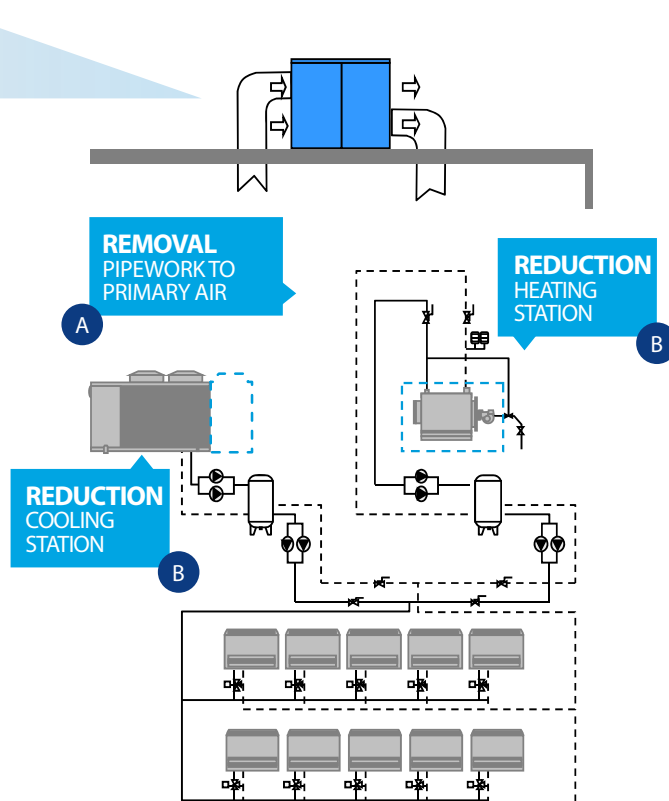 REMOVAL
PIPEWORK TO
PRIMARY AIR
A
REDUCTION
HEATING
STATION
B
REDUCTION
COOLING
STATION
B